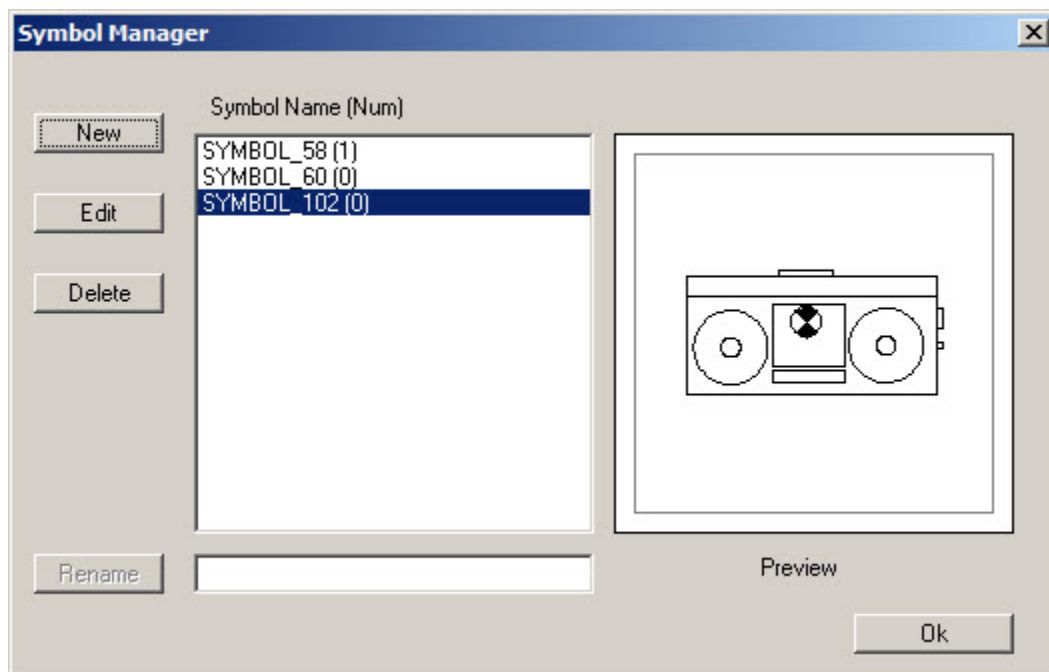 Symbol Manager
New
Edit
Delete
Rename
Symbol Name (Num)
SYMBOL_58 (1)
SYMBOL_60 (0)
SYMBOL_102 (0)
Preview
Ok